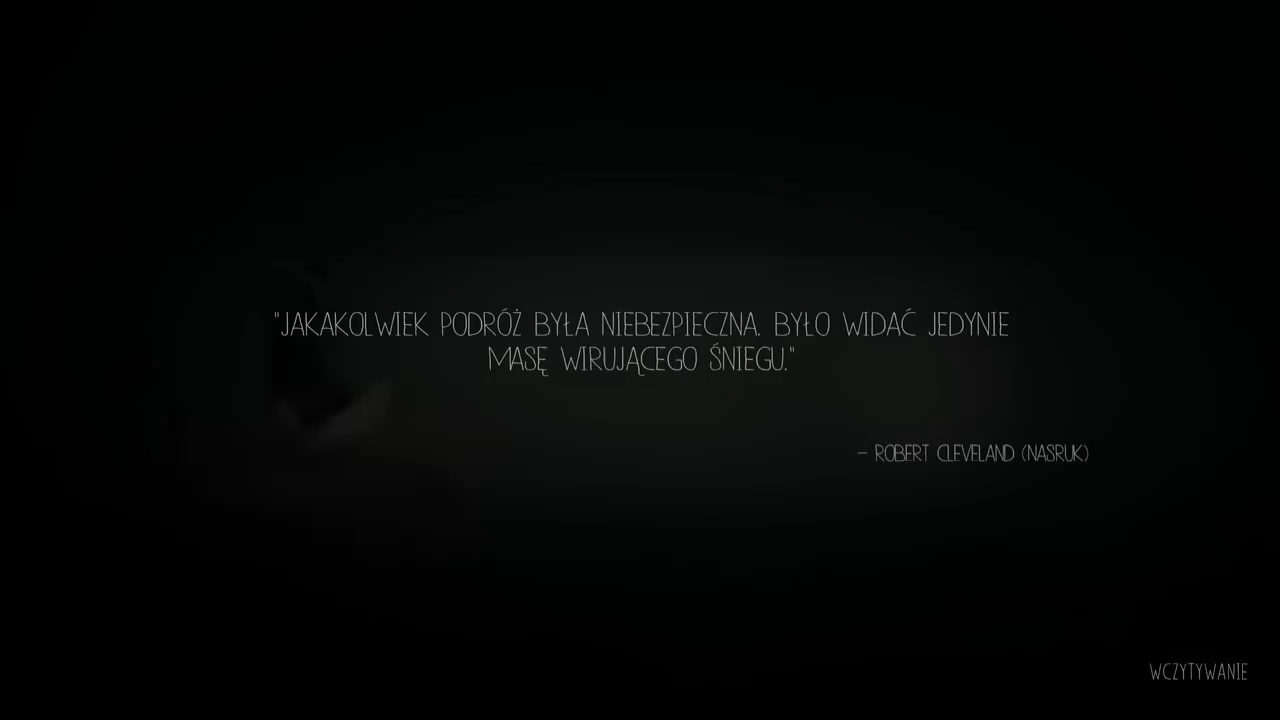 "JAKAKOLWIEK PODRÓŻ BYŁA NIEBEZPIECZNA. BYŁO WIDAĆ JEDYNIE
MASĘ WIRUJĄCEGO ŚNIEGU."
— ROBERT CLEVELAND (NASRUK)
WCZYTYWANIE